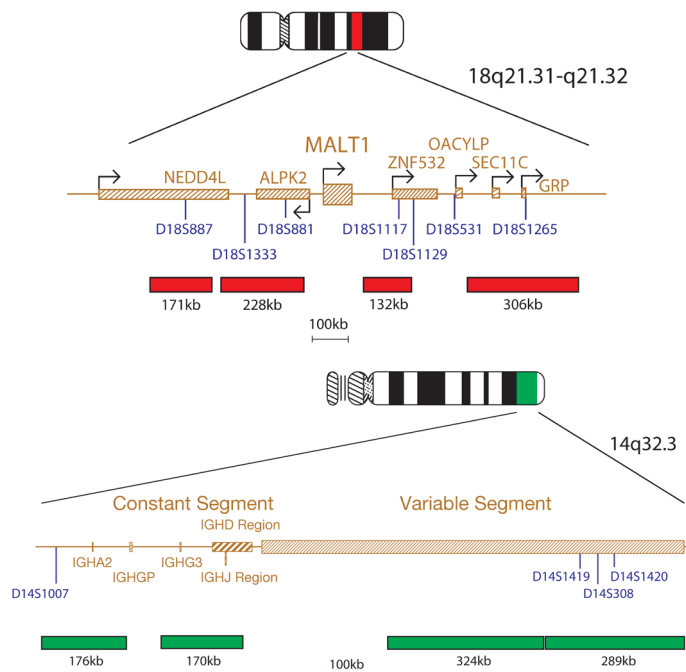 18q21.31-q21.32
MALT1
OACYLP
NEDD4L
ALPK2
ZNF532
SEC11C
GRP
D18S887
D18S881
D18S1117
D18S531
D18S1265
D18S1333
D18S1129
171kb
228kb
132kb
306kb
100kb
14q32.3
Constant Segment
Variable Segment
IGHD Region
IGHA2
IGHG3
IGHGP
IGHJ Region
D14S1007
D14S1419
D14S1420
D14S308
176kb
170kb
100kb
324kb
289kb